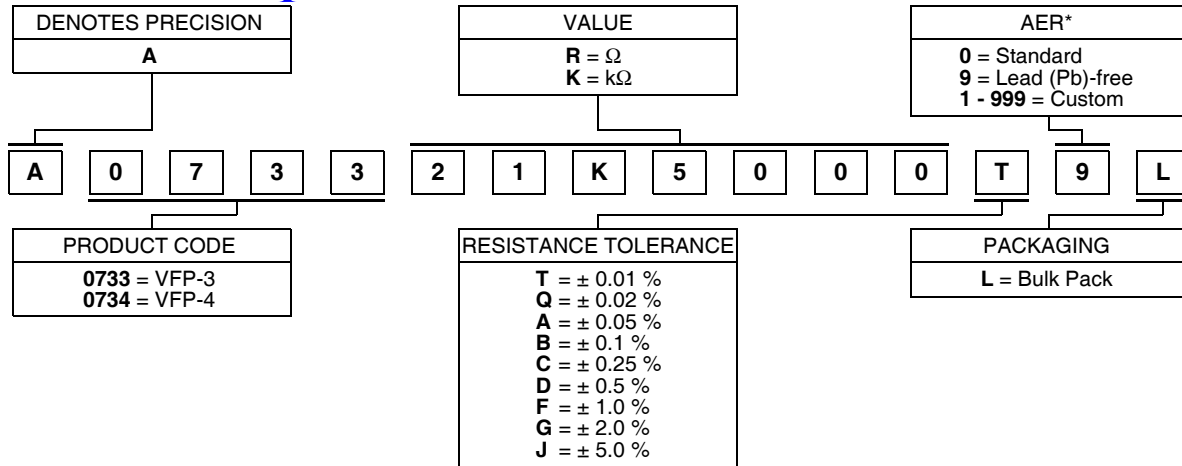 DENOTES PRECISION
A
VALUE
R = Ω
K = kΩ
AER*
0 = Standard
9 = Lead (Pb)-free
1 - 999 = Custom
A 0 7 3 3 2 1 K 5 0 0 0 T 9 L
PRODUCT CODE
0733 = VFP-3
0734 = VFP-4
RESISTANCE TOLERANCE
T = ± 0.01 %
Q = ± 0.02 %
A = ± 0.05 %
B = ± 0.1 %
C = ± 0.25 %
D = ± 0.5 %
F = ± 1.0 %
G = ± 2.0 %
J = ± 5.0 %
PACKAGING
L = Bulk Pack